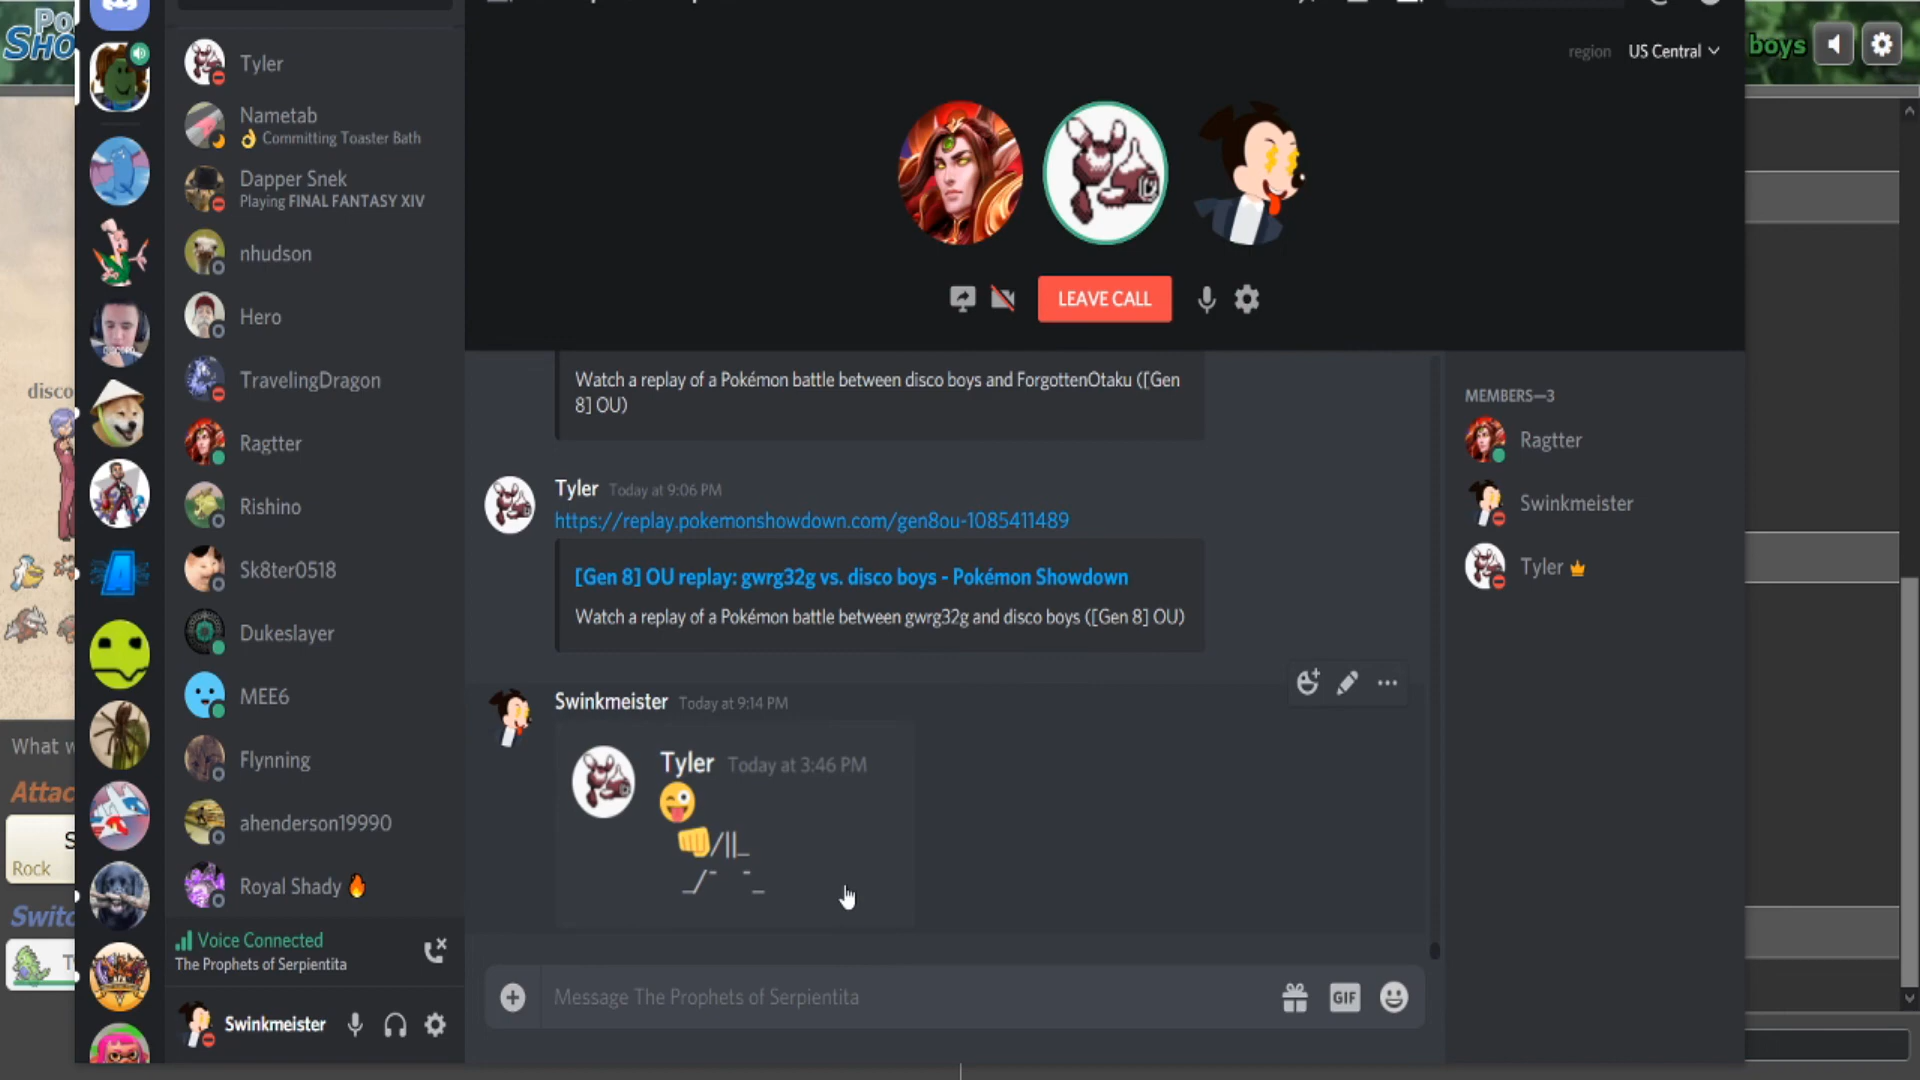 Po
SHO
boys
region US Central
Tyler
Nametab
👌 Committing Toaster Bath
Dapper Snek
Playing FINAL FANTASY XIV
nhudson
Hero
TravelingDragon
Ragtter
Rishino
Sk8ter0518
Dukeslayer
MEE6
Flynning
ahenderson19990
Royal Shady 🔥
Voice Connected
The Prophets of Serpientita
Swinkmeister
LEAVE CALL
Watch a replay of a Pokémon battle between disco boys and ForgottenOtaku ([Gen
8] OU)
Tyler Today at 9:06 PM
https://replay.pokemonshowdown.com/gen8ou-1085411489
[Gen 8] OU replay: gwrg32g vs. disco boys - Pokémon Showdown
Watch a replay of a Pokémon battle between gwrg32g and disco boys ([Gen 8] OU)
Swinkmeister Today at 9:14 PM
Tyler Today at 3:46 PM
😜
👊/||_
_/¯ ¯_
Message The Prophets of Serpientita
GIF
MEMBERS—3
Ragtter
Swinkmeister
Tyler
disco
What w
Attac
S
Rock
Switc
T